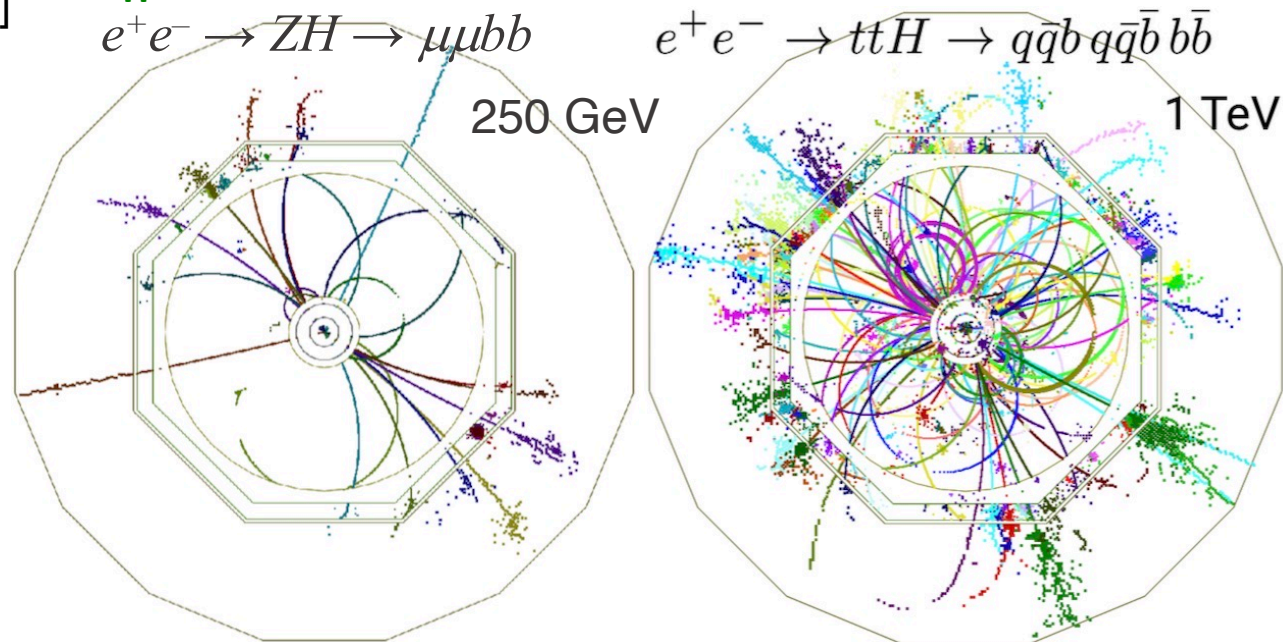 ]
e⁺e⁻ → ZH → μμbb
250 GeV
e⁺e⁻ → ttH → qq̄b qq̄b̄ bb̄
1 TeV